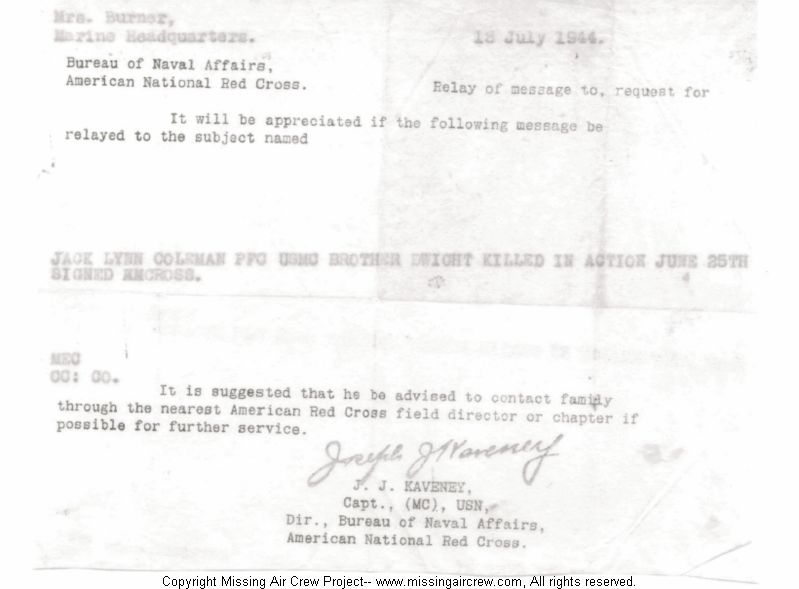 Mrs. Burner,
Marine Headquarters.
18 July 1944.
Bureau of Naval Affairs,
American National Red Cross.
Relay of message to, request for
It will be appreciated if the following message be
relayed to the subject named
JACK LYNN COLEMAN PFC USMC BROTHER DWIGHT KILLED IN ACTION JUNE 25TH
SIGNED AMCROSS.
MEC
CC: CO.
It is suggested that he be advised to contact family
through the nearest American Red Cross field director or chapter if
possible for further service.
Joseph J Kaveney
J. J. KAVENEY,
Capt., (MC), USN,
Dir., Bureau of Naval Affairs,
American National Red Cross.
Copyright Missing Air Crew Project-- www.missingaircrew.com, All rights reserved.